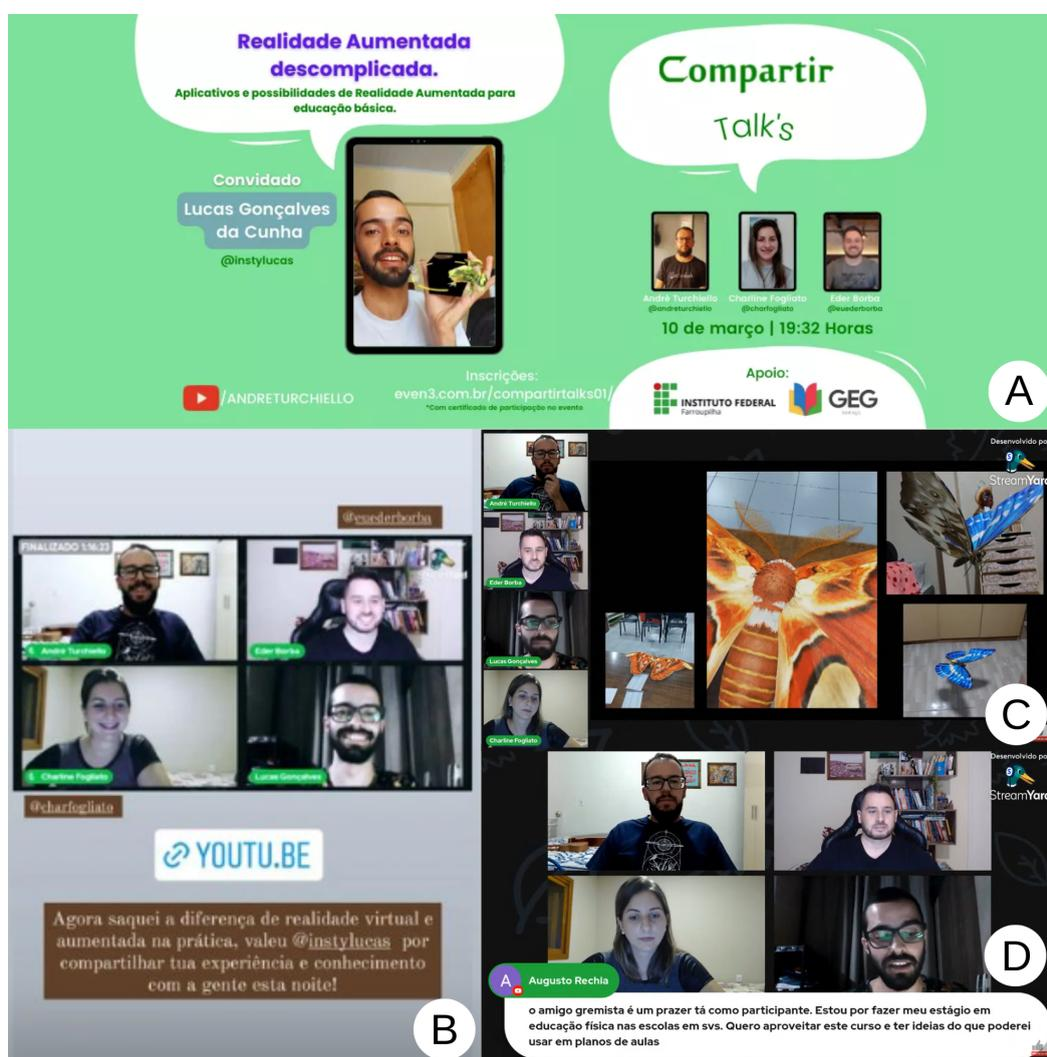 Realidade Aumentada
descomplicada.
Aplicativos e possibilidades de Realidade Aumentada para
educação básica.
Convidado
Lucas Gonçalves
da Cunha
@instylucas
/ANDRETURCHIELLO
Inscrições:
even3.com.br/compartirtalks01/
*Com certificado de participação no evento
Compartir
Talk's
André Turchiello
@andreturchiello
Charline Fogliato
@charfogliato
Eder Borba
@euederborba
10 de março | 19:32 Horas
Apoio:
INSTITUTO FEDERAL
Farroupilha
GEG
A
@euederborba
FINALIZADO 1:16:23
André Turchiello
Eder Borba
Charline Fogliato
Lucas Gonçalves
@charfogliato
YOUTU.BE
Agora saquei a diferença de realidade virtual e
aumentada na prática, valeu @instylucas por
compartilhar tua experiência e conhecimento
com a gente esta noite!
B
André Turchiello
Eder Borba
Lucas Gonçalves
Charline Fogliato
Desenvolvido po
StreamYard
C
Desenvolvido po
StreamYard
D
A
Augusto Rechia
o amigo gremista é um prazer tá como participante. Estou por fazer meu estágio em
educação física nas escolas em svs. Quero aproveitar este curso e ter ideias do que poderei
usar em planos de aulas